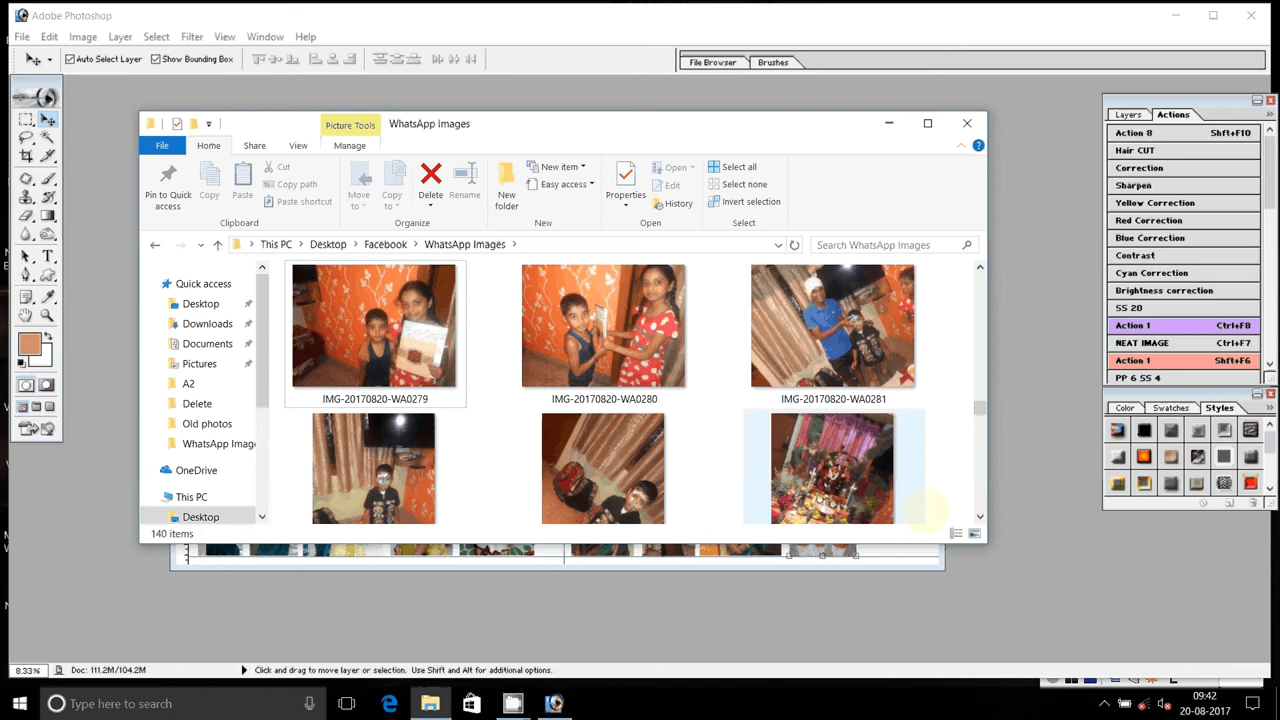 Adobe Photoshop
File Edit Image Layer Select Filter View Window Help
Auto Select Layer Show Bounding Box File Browser Brushes
Picture Tools WhatsApp Images
File Home Share View Manage
Pin to Quick access
Copy
Paste
Cut
Copy path
Paste shortcut
Clipboard
Move to
Copy to
Delete
Rename
Organize
New folder
New item
Easy access
New
Properties
Open
Edit
History
Open
Select all
Select none
Invert selection
Select
This PC Desktop Facebook WhatsApp Images
Search WhatsApp Images
Quick access
Desktop
Downloads
Documents
Pictures
A2
Delete
Old photos
WhatsApp Imag
OneDrive
This PC
Desktop
IMG-20170820-WA0279
IMG-20170820-WA0280
IMG-20170820-WA0281
140 items
Layers Actions
Action 8 Shft+F10
Hair CUT
Correction
Sharpen
Yellow Correction
Red Correction
Blue Correction
Contrast
Cyan Correction
Brightness correction
SS 20
Action 1 Ctrl+F8
NEAT IMAGE Ctrl+F7
Action 1 Shft+F6
PP 6 SS 4
Color Swatches Styles
8.33% Doc: 111.2M/104.2M Click and drag to move layer or selection. Use Shift and Alt for additional options.
Type here to search
09:42
20-08-2017